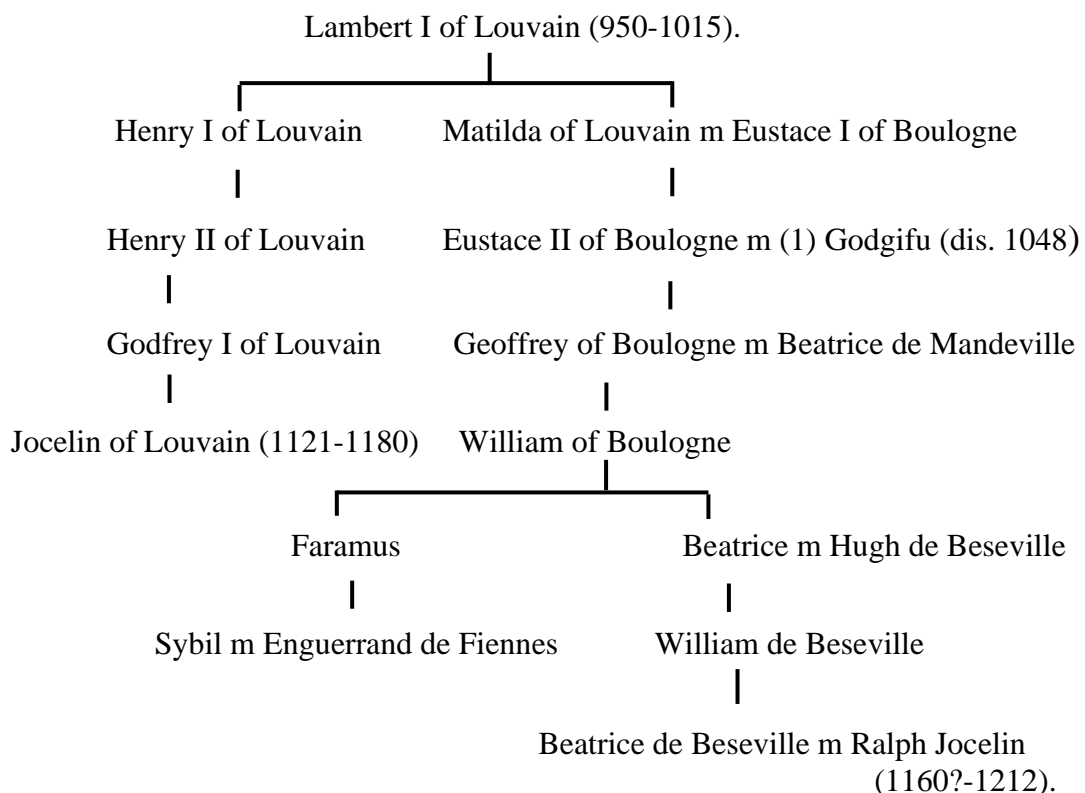 Lambert I of Louvain (950-1015).
Henry I of Louvain
Matilda of Louvain m Eustace I of Boulogne
Henry II of Louvain
Eustace II of Boulogne m (1) Godgifu (dis. 1048)
Godfrey I of Louvain
Geoffrey of Boulogne m Beatrice de Mandeville
Jocelin of Louvain (1121-1180)
William of Boulogne
Faramus
Beatrice m Hugh de Beseville
Sybil m Enguerrand de Fiennes
William de Beseville
Beatrice de Beseville m Ralph Jocelin
(1160?-1212).